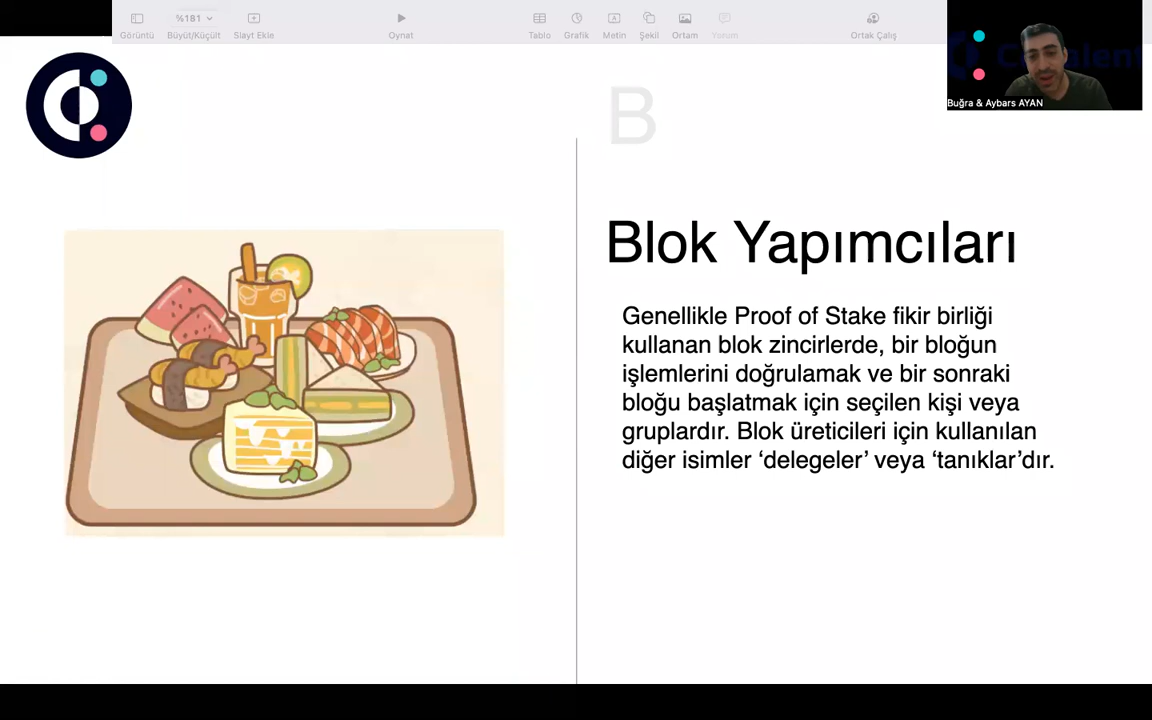 %181
Görüntü
Büyüt/Küçült
Slayt Ekle
Oynat
Tablo
Grafik
Metin
Şekil
Ortam
Yorum
Ortak Çalış
Buğra & Aybars AYAN
B
Blok Yapımcıları
Genellikle Proof of Stake fikir birliği
kullanan blok zincirlerde, bir bloğun
işlemlerini doğrulamak ve bir sonraki
bloğu başlatmak için seçilen kişi veya
gruplardır. Blok üreticileri için kullanılan
diğer isimler ‘delegeler’ veya ‘tanıklar’dır.